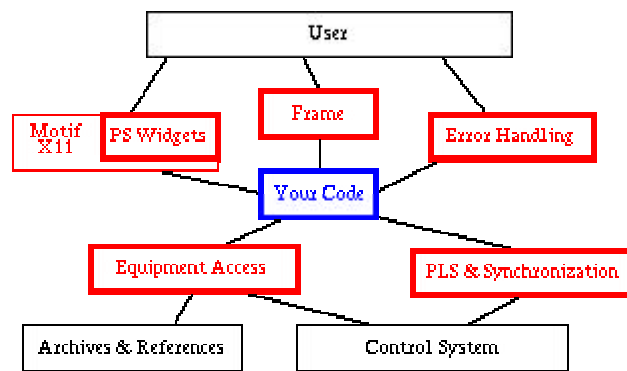 User
Motif
X11
PS Widgets
Frame
Error Handling
Your Code
Equipment Access
PLS & Synchronization
Archives & References
Control System